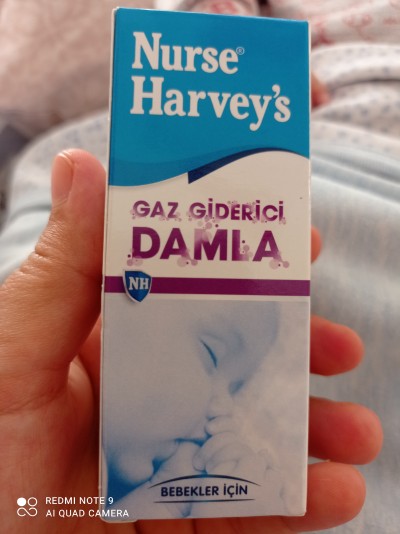 Nurse®
Harvey's
GAZ GİDERİCİ
DAMLA
NH
BEBEKLER İÇİN
REDMI NOTE 9
AI QUAD CAMERA